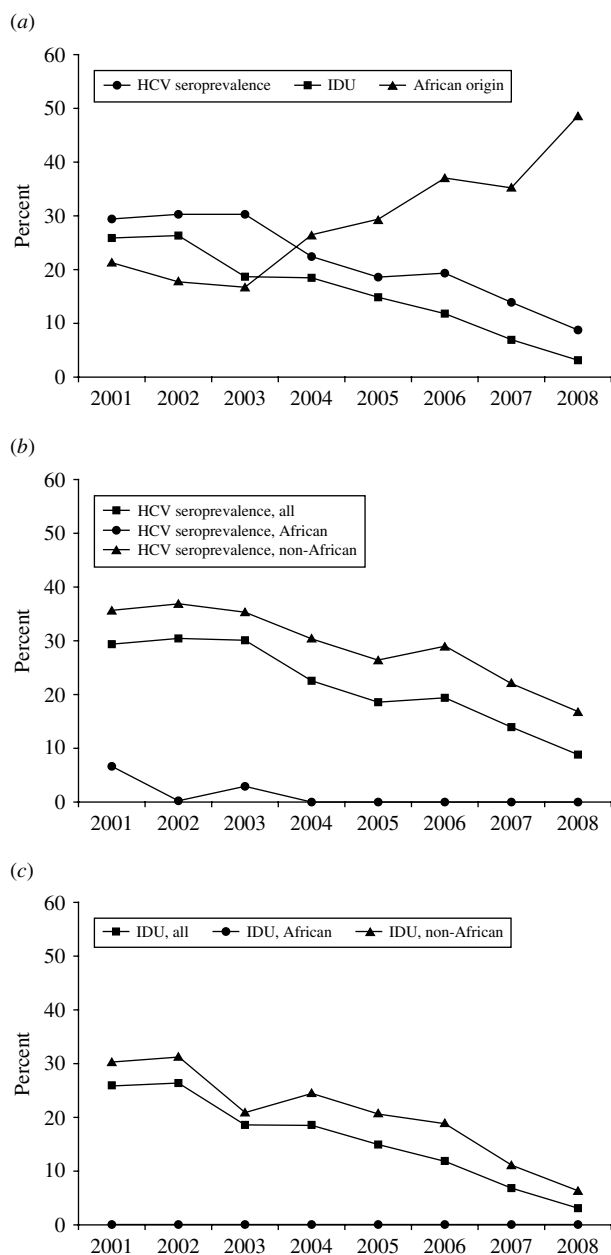 (a)
60
50
40
30
20
10
0
Percent
HCV seroprevalence IDU African origin
2001 2002 2003 2004 2005 2006 2007 2008
(b)
60
50
40
30
20
10
0
Percent
HCV seroprevalence, all
HCV seroprevalence, African
HCV seroprevalence, non-African
2001 2002 2003 2004 2005 2006 2007 2008
(c)
60
50
40
30
20
10
0
Percent
IDU, all IDU, African IDU, non-African
2001 2002 2003 2004 2005 2006 2007 2008